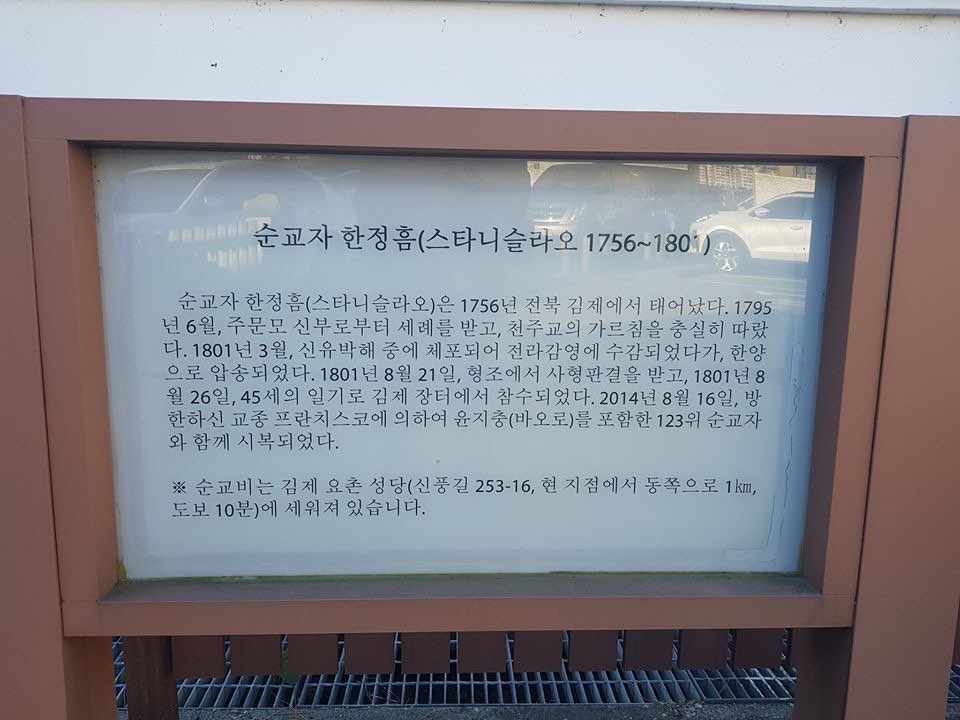 순교자 한정흠(스타니슬라오 1756~1801)
순교자 한정흠(스타니슬라오)은 1756년 전북 김제에서 태어났다. 1795
년 6월, 주문모 신부로부터 세례를 받고, 천주교의 가르침을 충실히 따랐
다. 1801년 3월, 신유박해 중에 체포되어 전라감영에 수감되었다가, 한양
으로 압송되었다. 1801년 8월 21일, 형조에서 사형판결을 받고, 1801년 8
월 26일, 45세의 일기로 김제 장터에서 참수되었다. 2014년 8월 16일, 방
한하신 교종 프란치스코에 의하여 윤지충(바오로)를 포함한 123위 순교자
와 함께 시복되었다.
※ 순교비는 김제 요촌 성당(신풍길 253-16, 현 지점에서 동쪽으로 1㎞,
도보 10분)에 세워져 있습니다.